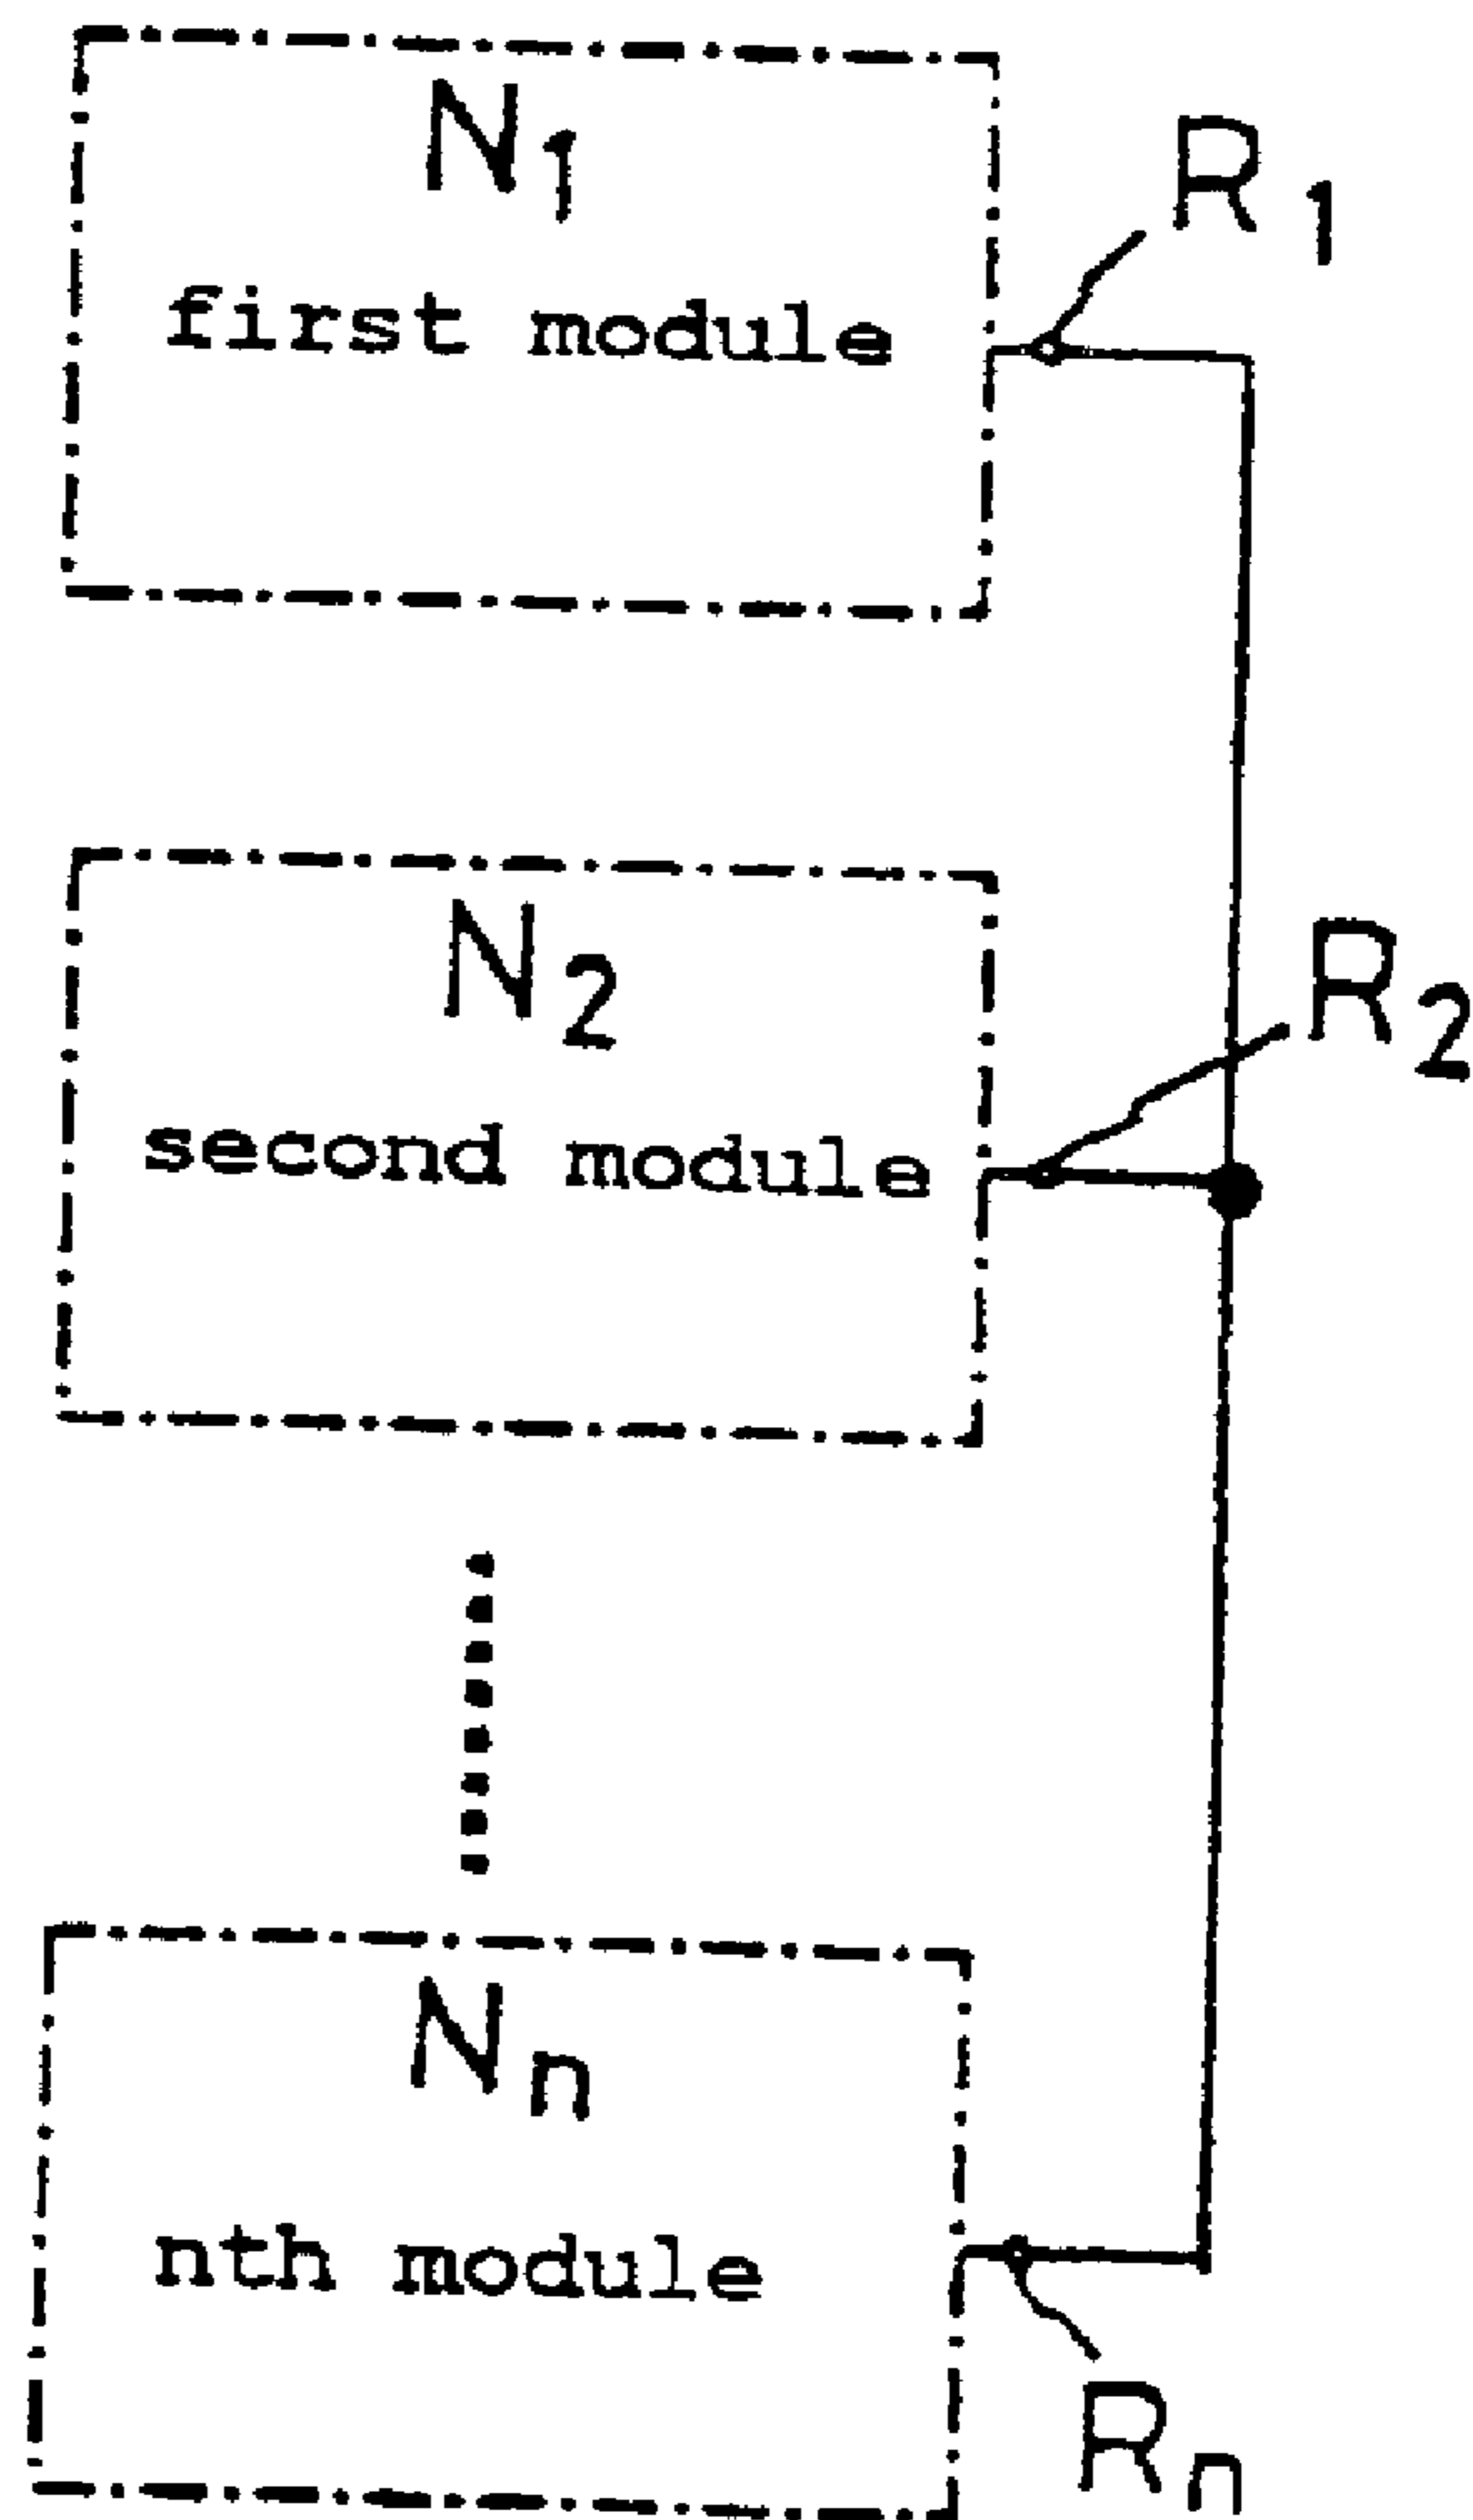 N1
R1
first module
N2
R2
second module
Nn
nth module
Rn